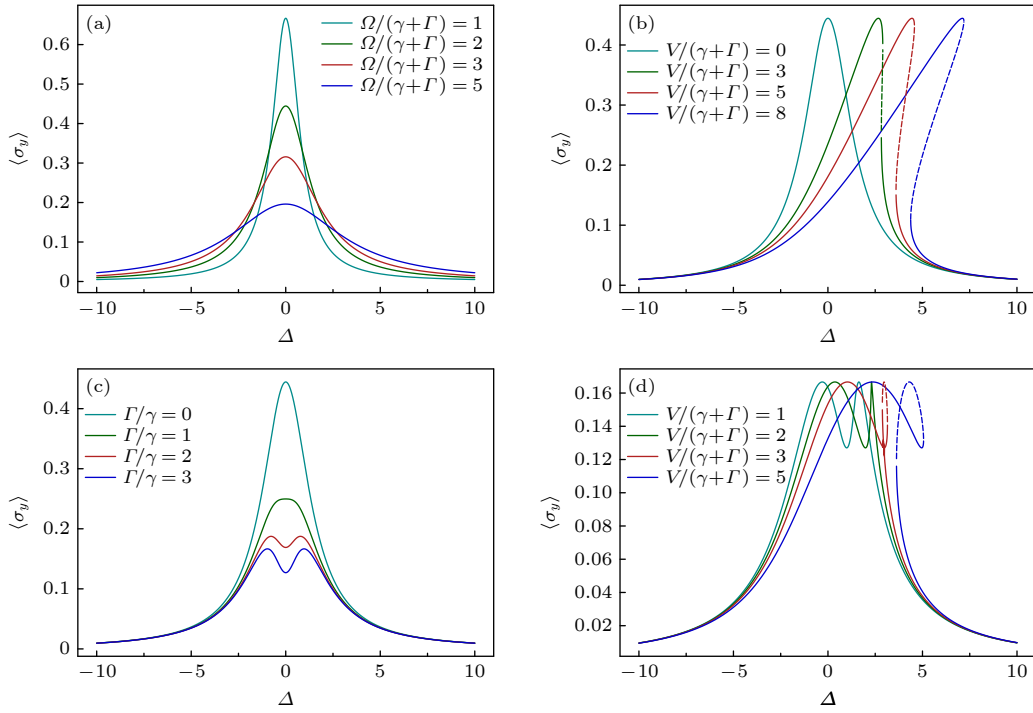 (a)
Ω/(γ+Γ) = 1
Ω/(γ+Γ) = 2
Ω/(γ+Γ) = 3
Ω/(γ+Γ) = 5
0.6
0.5
0.4
0.3
0.2
0.1
0
⟨σy⟩
−10 −5 0 5 10
Δ
(b)
V/(γ+Γ) = 0
V/(γ+Γ) = 3
V/(γ+Γ) = 5
V/(γ+Γ) = 8
0.4
0.3
0.2
0.1
0
⟨σy⟩
−10 −5 0 5 10
Δ
(c)
Γ/γ = 0
Γ/γ = 1
Γ/γ = 2
Γ/γ = 3
0.4
0.3
0.2
0.1
0
⟨σy⟩
−10 −5 0 5 10
Δ
(d)
V/(γ+Γ) = 1
V/(γ+Γ) = 2
V/(γ+Γ) = 3
V/(γ+Γ) = 5
0.16
0.14
0.12
0.10
0.08
0.06
0.04
0.02
⟨σy⟩
−10 −5 0 5 10
Δ